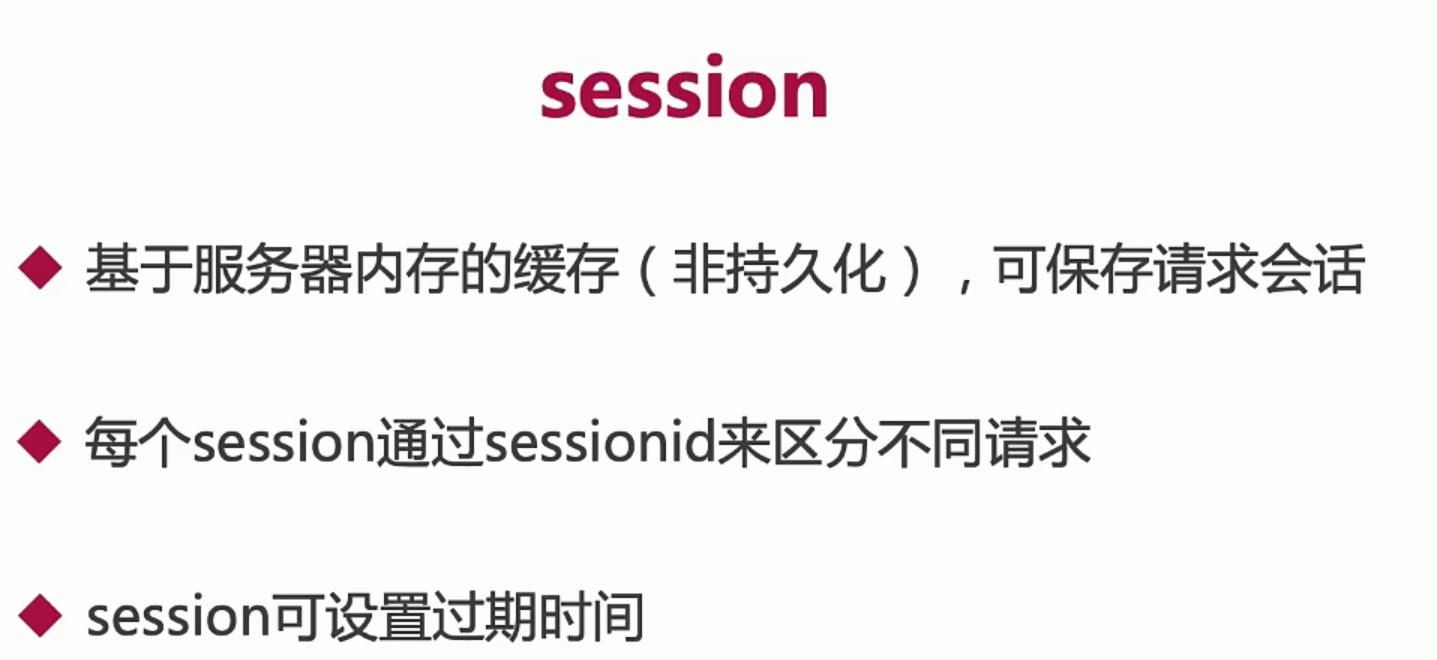 session
基于服务器内存的缓存（非持久化），可保存请求会话
每个session通过sessionid来区分不同请求
session可设置过期时间